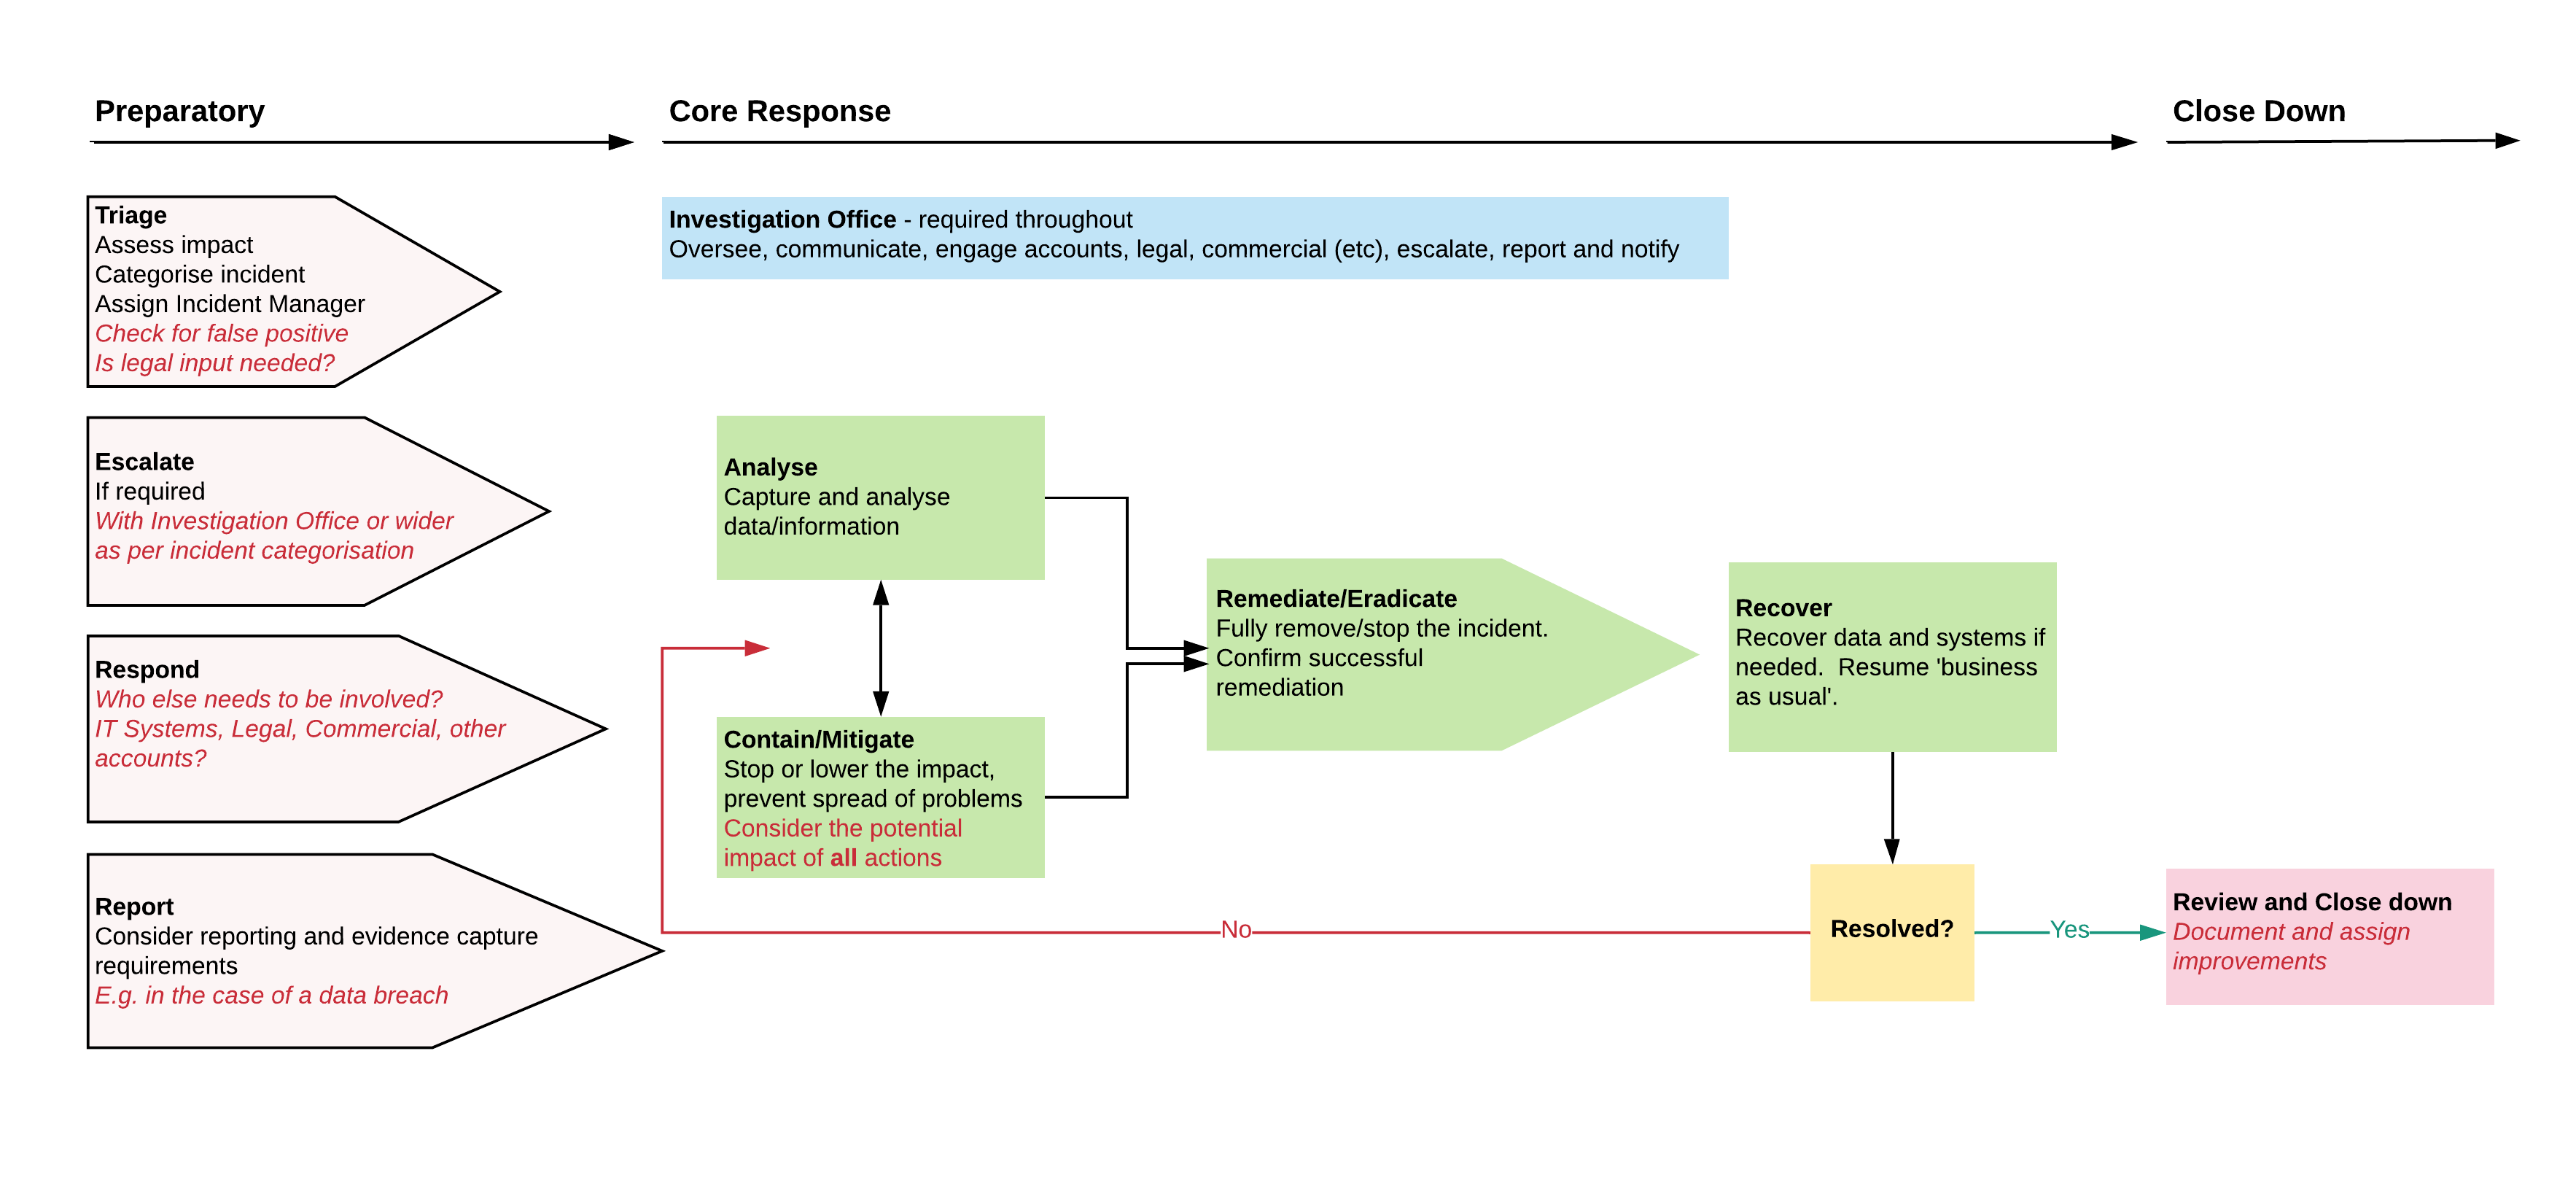 Preparatory
Core Response
Close Down
Triage
Assess impact
Categorise incident
Assign Incident Manager
Check for false positive
Is legal input needed?
Investigation Office - required throughout
Oversee, communicate, engage accounts, legal, commercial (etc), escalate, report and notify
Escalate
If required
With Investigation Office or wider
as per incident categorisation
Respond
Who else needs to be involved?
IT Systems, Legal, Commercial, other
accounts?
Report
Consider reporting and evidence capture
requirements
E.g. in the case of a data breach
Analyse
Capture and analyse
data/information
Contain/Mitigate
Stop or lower the impact,
prevent spread of problems
Consider the potential
impact of all actions
Remediate/Eradicate
Fully remove/stop the incident.
Confirm successful
remediation
Recover
Recover data and systems if
needed.  Resume 'business
as usual'.
Resolved?
No
Yes
Review and Close down
Document and assign
improvements